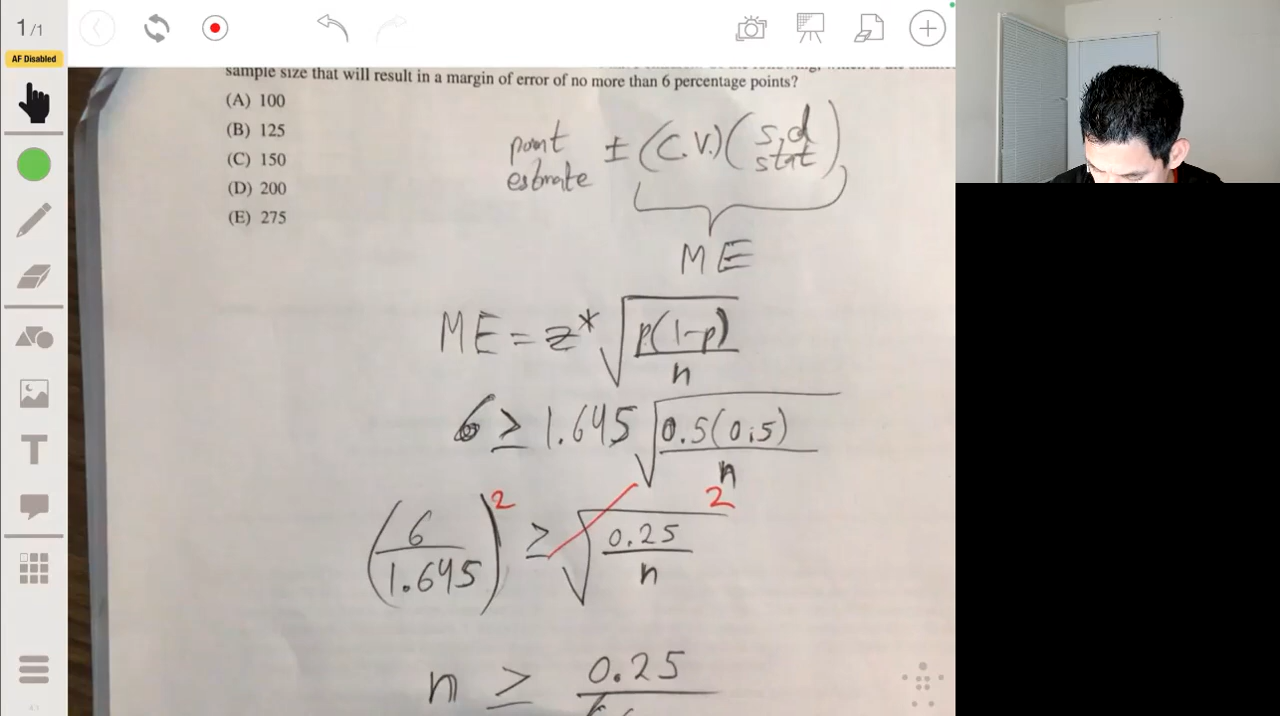 1/1
AF Disabled
sample size that will result in a margin of error of no more than 6 percentage points?
(A) 100
(B) 125
(C) 150
(D) 200
(E) 275
point estimate ± (C.V.)(s.d stat)
ME
ME = z* √(p(1-p)/n)
6 ≥ 1.645 √(0.5(0.5)/n)
(6/1.645)² ≥ √(0.25/n) 2
n ≥ 0.25
T